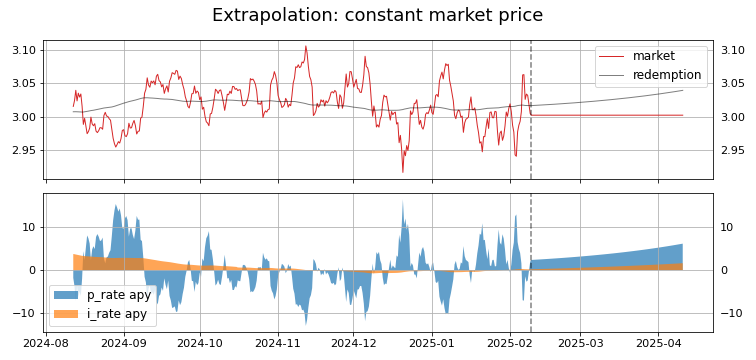 Extrapolation: constant market price
3.10 3.10
3.05 3.05
3.00 3.00
2.95 2.95
market
redemption
10 10
0 0
−10 −10
p_rate apy
i_rate apy
2024-08 2024-09 2024-10 2024-11 2024-12 2025-01 2025-02 2025-03 2025-04